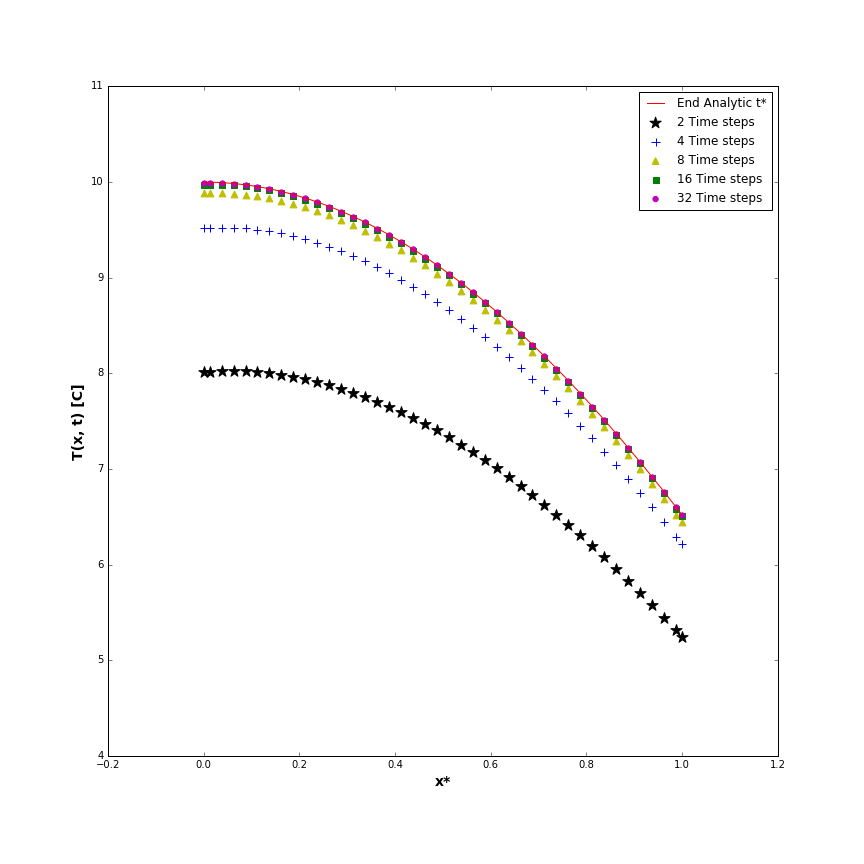 11
10
9
8
7
6
5
4
T(x, t) [C]
End Analytic t*
2 Time steps
4 Time steps
8 Time steps
16 Time steps
32 Time steps
−0.2
0.0
0.2
0.4
0.6
0.8
1.0
1.2
x*